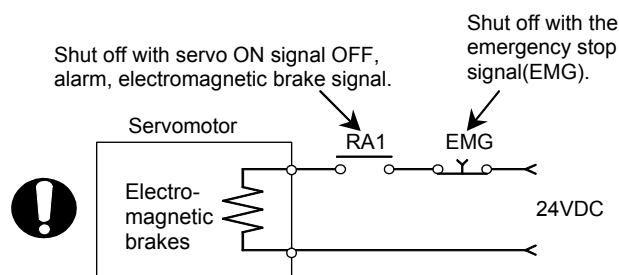 Shut off with the
emergency stop
signal(EMG).
Shut off with servo ON signal OFF,
alarm, electromagnetic brake signal.
Servomotor
RA1
EMG
Electro-
magnetic
brakes
24VDC